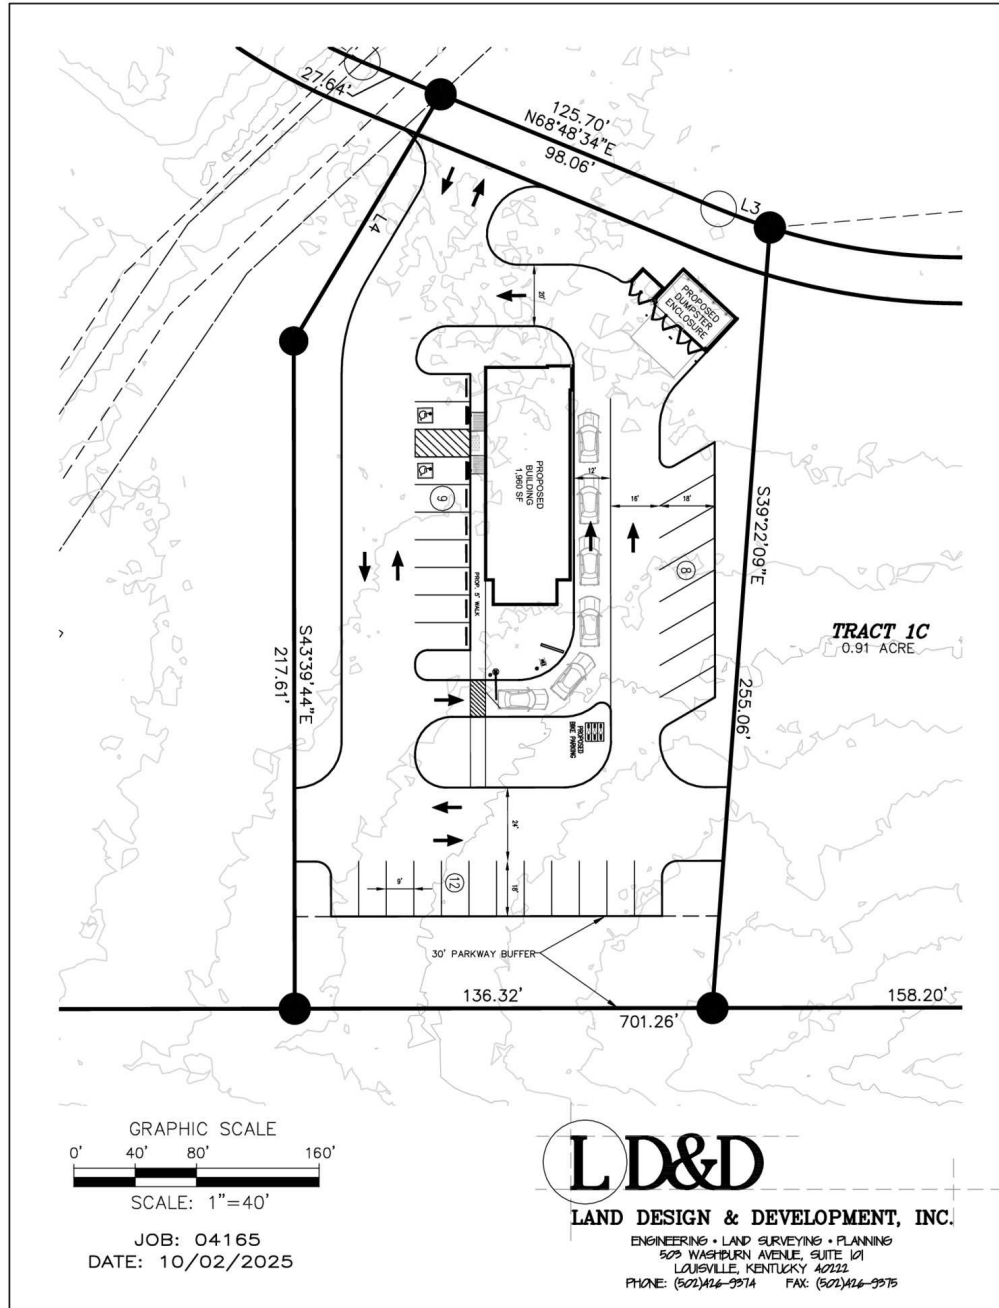 27.64'
125.70'
N68°48'34"E
98.06'
L3
L4
20'
PROPOSED
DUMPSTER
ENCLOSURE
PROPOSED
BUILDING
1,960 SF
12'
16'
18'
9
8
S39°22'09"E
255.06'
TRACT 1C
0.91 ACRE
PROP. 5' WALK
S43°39'44"E
217.61'
PROPOSED
BIKE PARKING
24'
9'
12
18'
30' PARKWAY BUFFER
136.32'
158.20'
701.26'
GRAPHIC SCALE
0' 40' 80' 160'
SCALE: 1"=40'
JOB: 04165
DATE: 10/02/2025
LD&D
LAND DESIGN & DEVELOPMENT, INC.
ENGINEERING • LAND SURVEYING • PLANNING
503 WASHBURN AVENUE, SUITE 101
LOUISVILLE, KENTUCKY 40222
PHONE: (502)426-9374 FAX: (502)426-9375